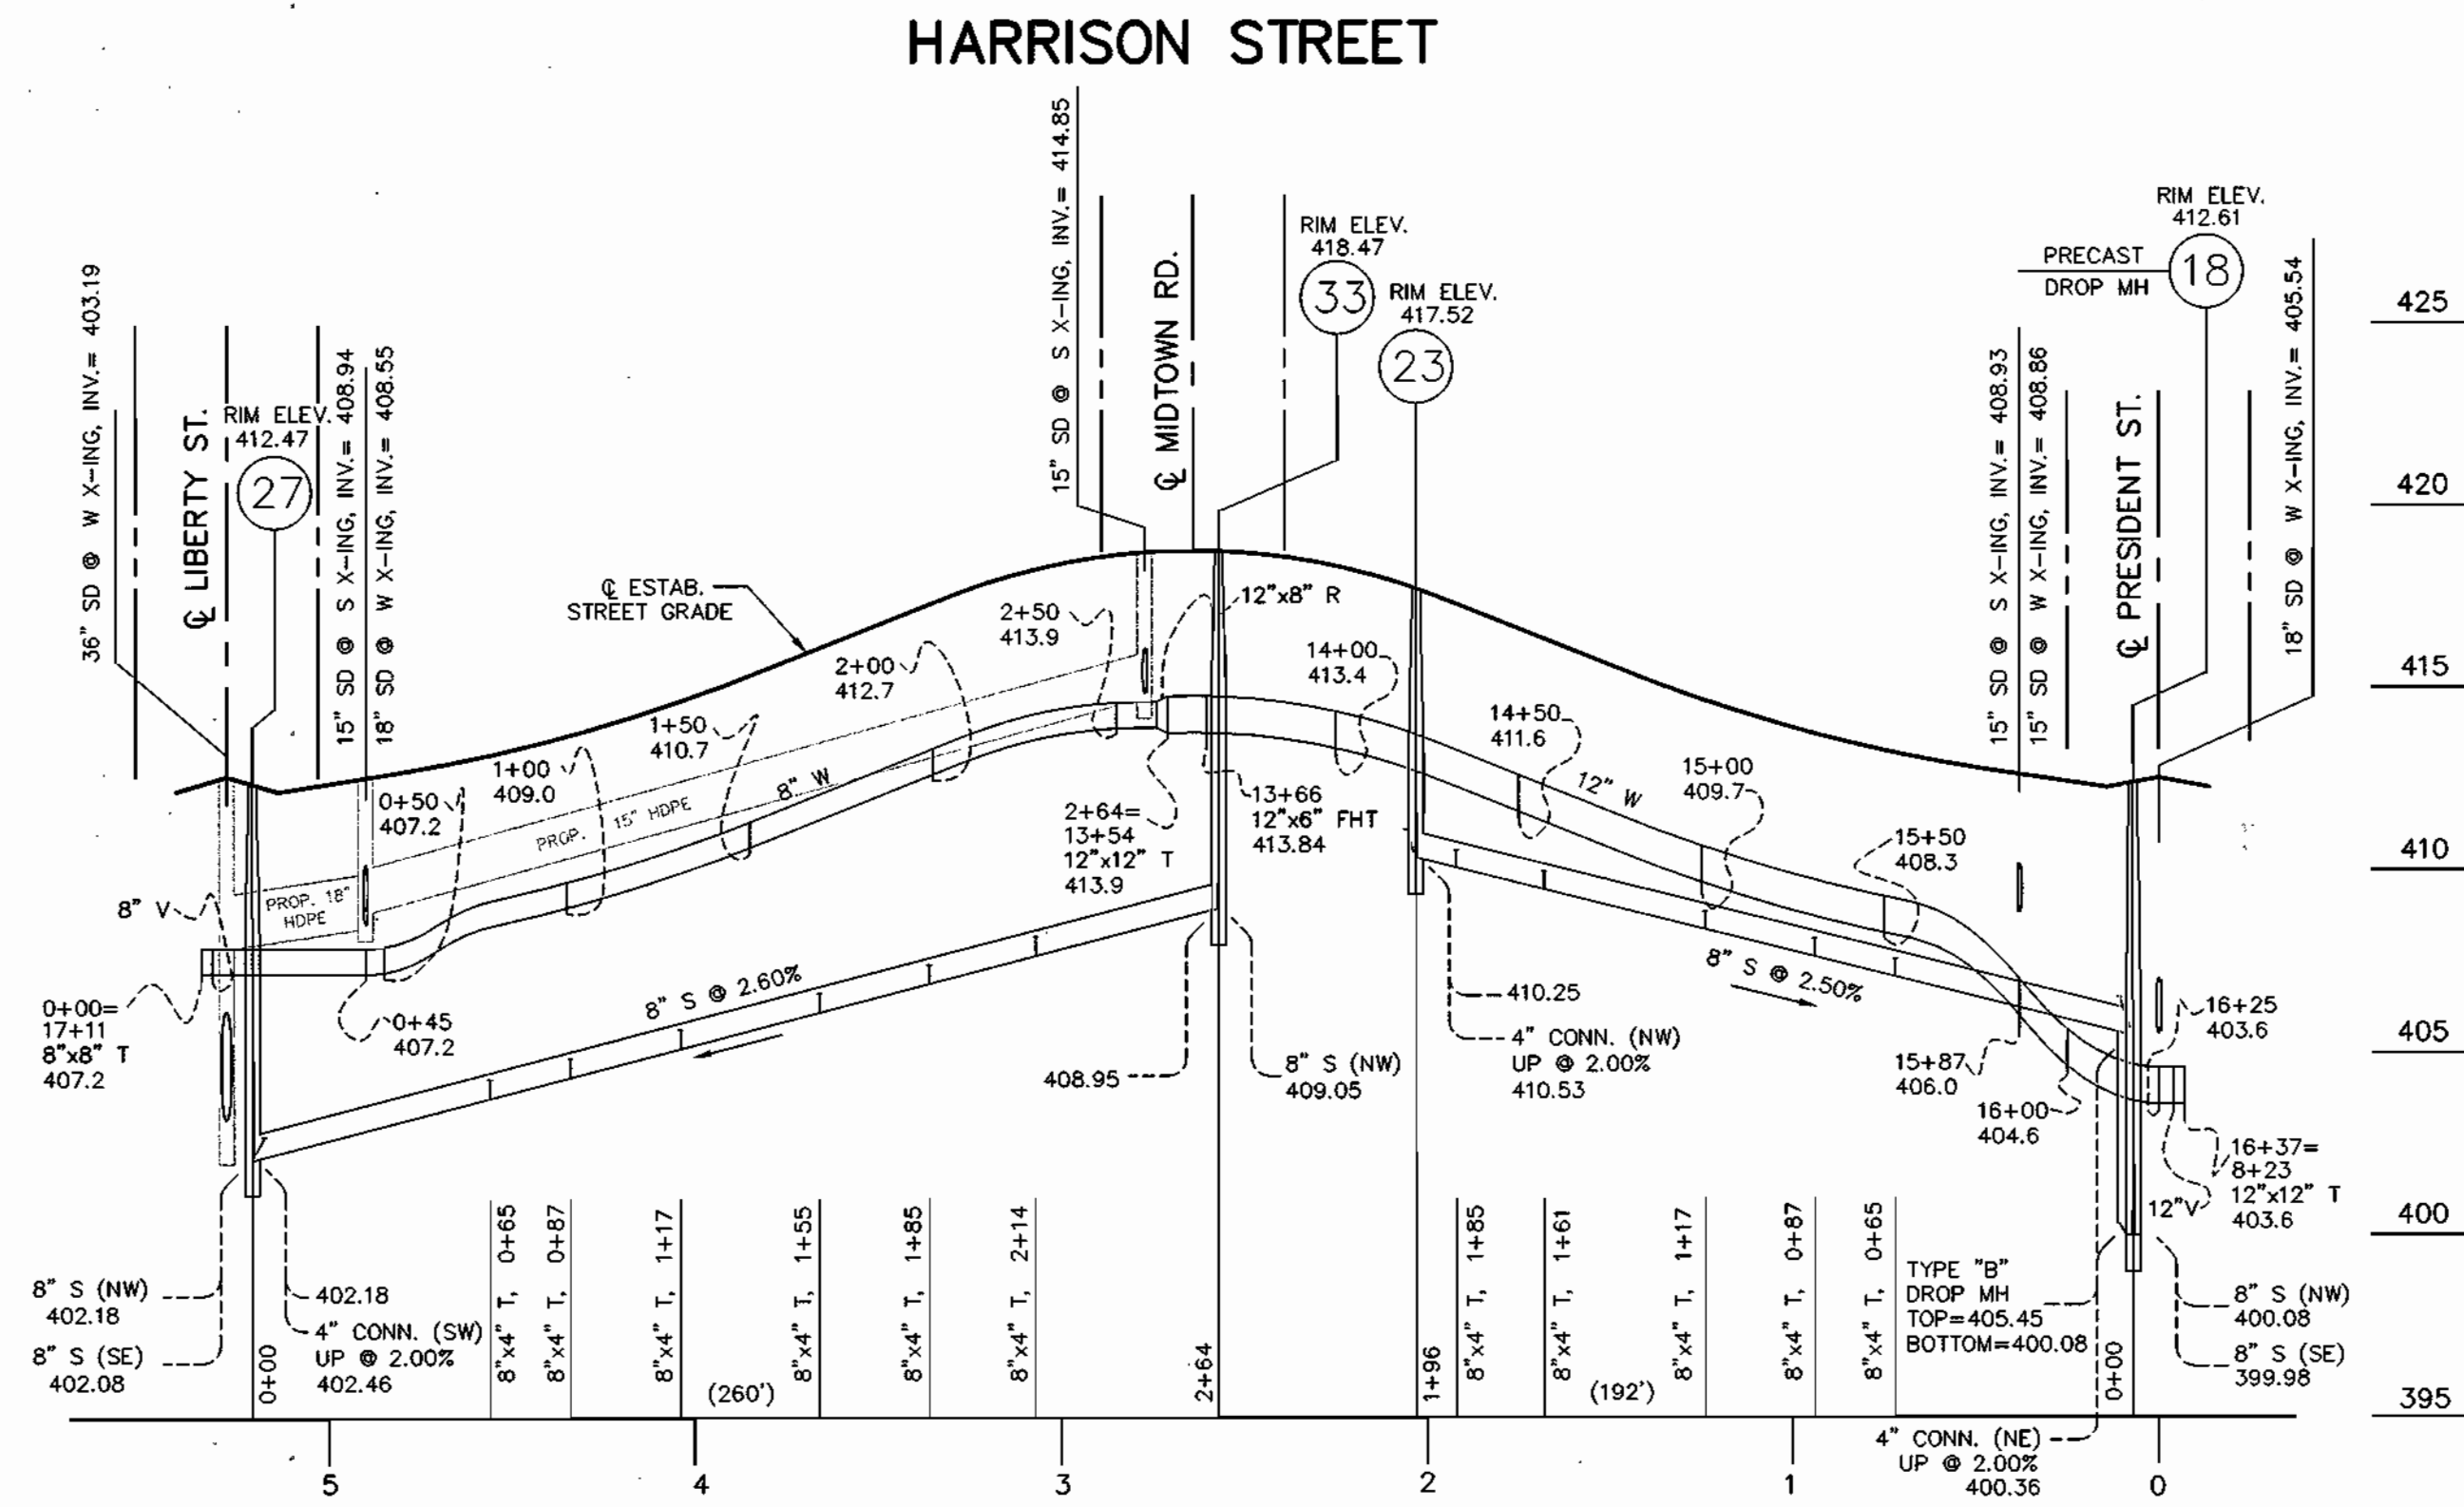 HARRISON STREET
36" SD @ W X-ING, INV.= 403.19
℄ LIBERTY ST.
RIM ELEV.
412.47
27
15" SD @ S X-ING, INV.= 408.94
18" SD @ W X-ING, INV.= 408.55
℄ ESTAB.
STREET GRADE
15" SD @ S X-ING, INV.= 414.85
℄ MIDTOWN RD.
RIM ELEV.
418.47
33
RIM ELEV.
417.52
23
RIM ELEV.
412.61
PRECAST
DROP MH
18
15" SD @ S X-ING, INV.= 408.93
15" SD @ W X-ING, INV.= 408.86
℄ PRESIDENT ST.
18" SD @ W X-ING, INV.= 405.54
425
420
415
410
405
400
395
8" V
PROP. 18"
HDPE
0+00=
17+11
8"x8" T
407.2
0+50
407.2
0+45
407.2
1+00
409.0
1+50
410.7
2+00
412.7
2+50
413.9
PROP. 15" HDPE
8" W
12"x8" R
2+64=
13+54
12"x12" T
413.9
13+66
12"x6" FHT
413.84
14+00
413.4
14+50
411.6
12" W
15+00
409.7
15+50
408.3
8" S @ 2.60%
8" S @ 2.50%
408.95
8" S (NW)
409.05
410.25
4" CONN. (NW)
UP @ 2.00%
410.53
15+87
406.0
16+00
404.6
16+25
403.6
16+37=
8+23
12"x12" T
403.6
12"V
8" S (NW)
402.18
8" S (SE)
402.08
402.18
4" CONN. (SW)
UP @ 2.00%
402.46
0+00
8"x4" T, 0+65
8"x4" T, 0+87
8"x4" T, 1+17
(260')
8"x4" T, 1+55
8"x4" T, 1+85
8"x4" T, 2+14
2+64
1+96
8"x4" T, 1+85
8"x4" T, 1+61
(192')
8"x4" T, 1+17
8"x4" T, 0+87
8"x4" T, 0+65
TYPE "B"
DROP MH
TOP=405.45
BOTTOM=400.08
0+00
8" S (NW)
400.08
8" S (SE)
399.98
4" CONN. (NE)
UP @ 2.00%
400.36
5 4 3 2 1 0